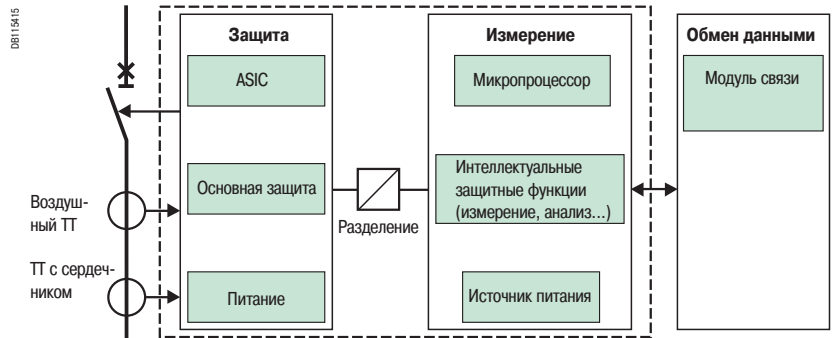 DB115415
Защита
Измерение
Обмен данными
ASIC
Микропроцессор
Модуль связи
Основная защита
Интеллектуальные
защитные функции
(измерение, анализ...)
Воздуш-
ный ТТ
Разделение
ТТ с сердеч-
ником
Питание
Источник питания